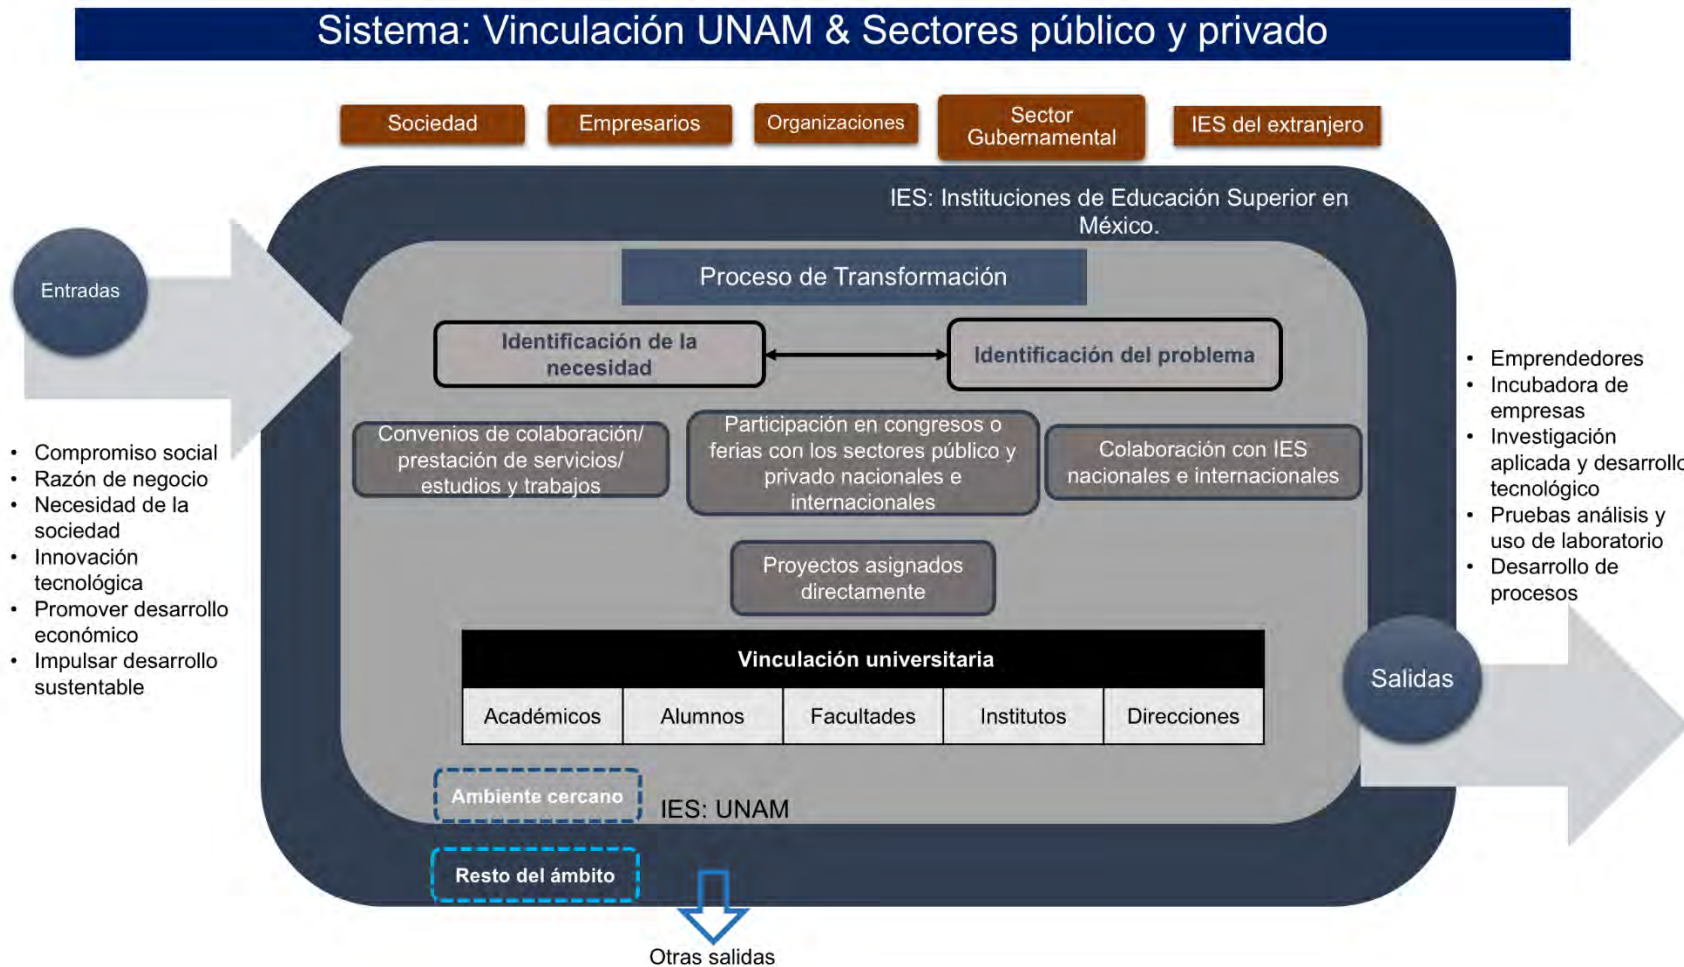 Sistema: Vinculación UNAM & Sectores público y privado
Sociedad
Empresarios
Organizaciones
Sector
Gubernamental
IES del extranjero
IES: Instituciones de Educación Superior en
México.
Entradas
Proceso de Transformación
Identificación de la
necesidad
Identificación del problema
Convenios de colaboración/
prestación de servicios/
estudios y trabajos
Participación en congresos o
ferias con los sectores público y
privado nacionales e
internacionales
Colaboración con IES
nacionales e internacionales
Proyectos asignados
directamente
Vinculación universitaria
Académicos
Alumnos
Facultades
Institutos
Direcciones
Ambiente cercano
IES: UNAM
Resto del ámbito
Otras salidas
• Compromiso social
• Razón de negocio
• Necesidad de la
sociedad
• Innovación
tecnológica
• Promover desarrollo
económico
• Impulsar desarrollo
sustentable
• Emprendedores
• Incubadora de
empresas
• Investigación
aplicada y desarrollo
tecnológico
• Pruebas análisis y
uso de laboratorio
• Desarrollo de
procesos
Salidas